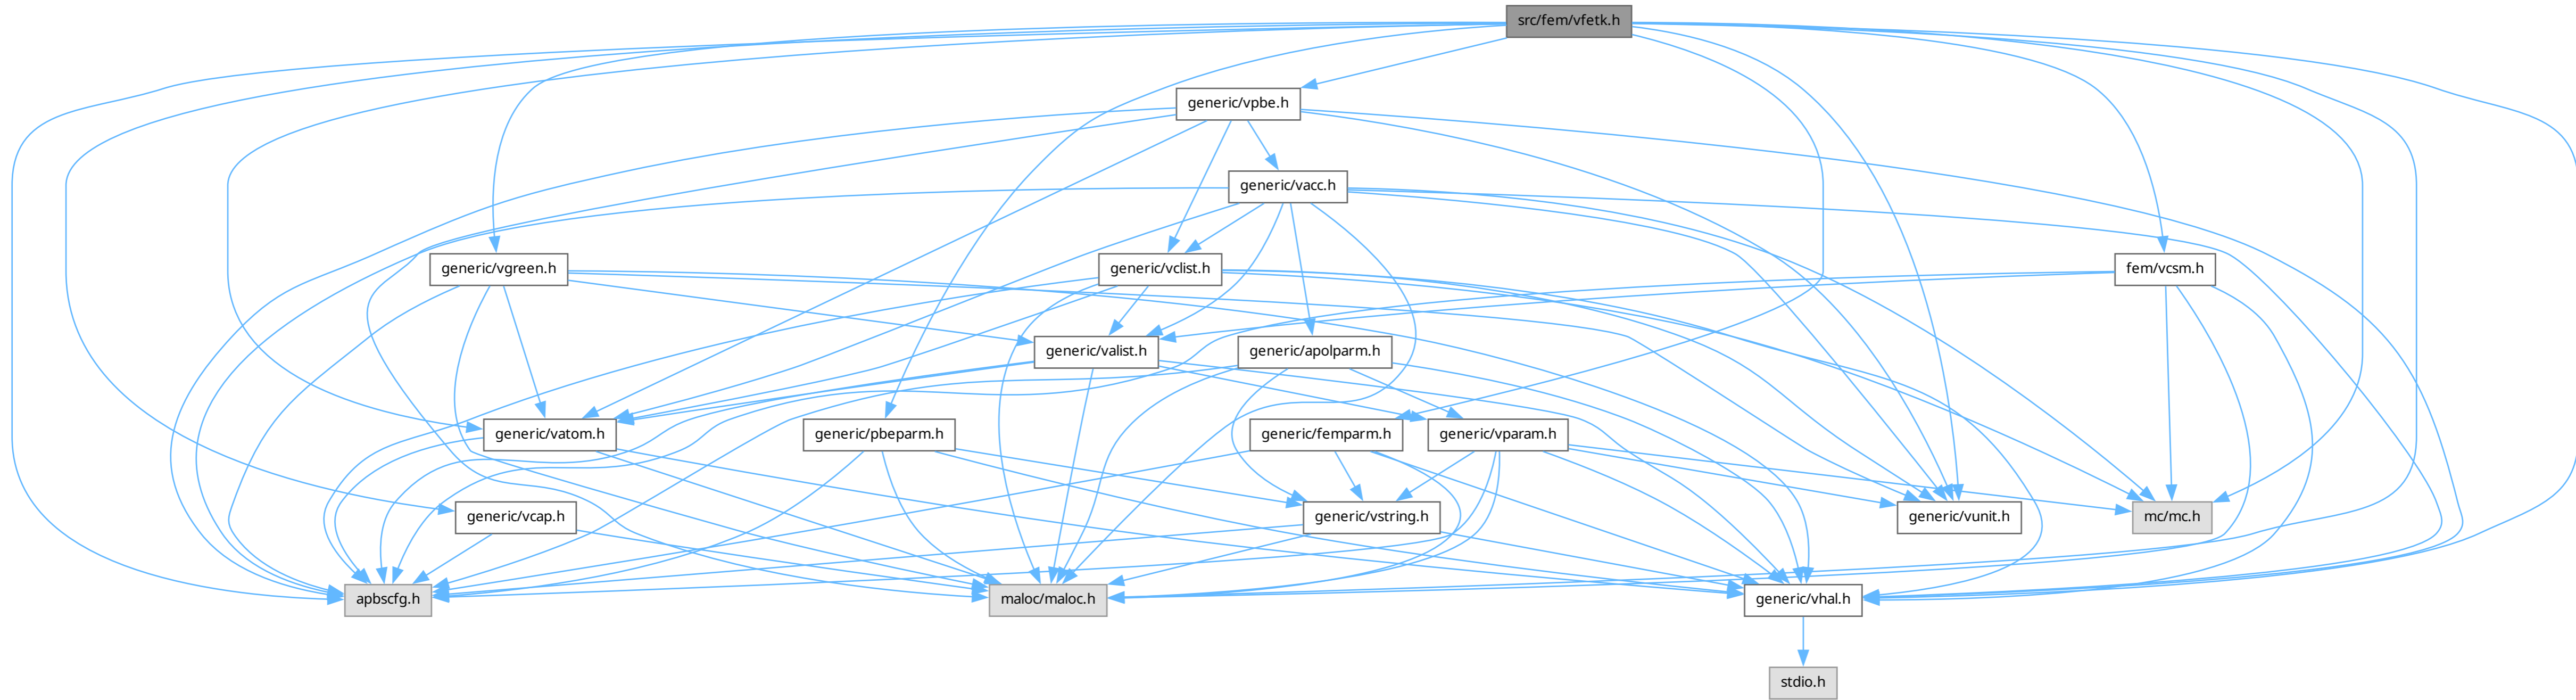 src/fem/vfetk.h
generic/vpbe.h
generic/vacc.h
generic/vgreen.h
generic/vclist.h
fem/vcsm.h
generic/valist.h
generic/apolparm.h
generic/vatom.h
generic/pbeparm.h
generic/femparm.h
generic/vparam.h
generic/vcap.h
generic/vstring.h
generic/vunit.h
mc/mc.h
apbscfg.h
maloc/maloc.h
generic/vhal.h
stdio.h